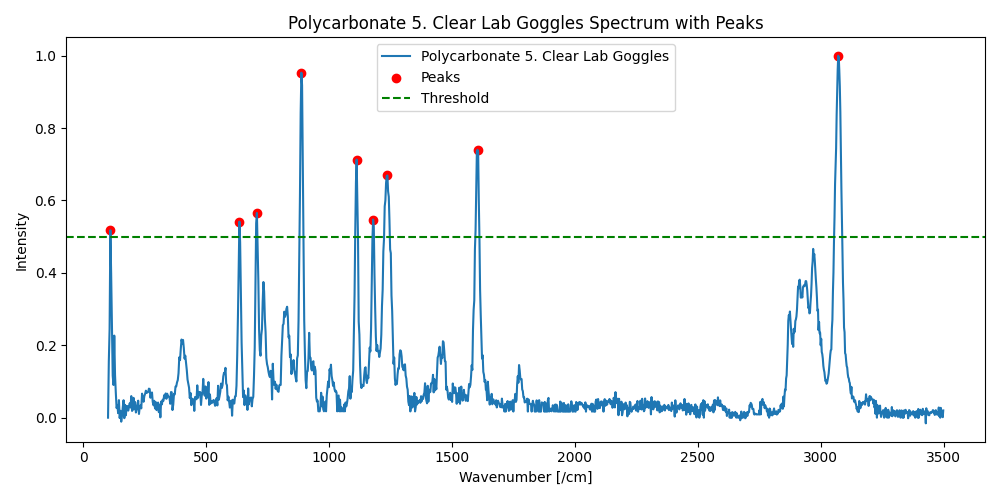 Polycarbonate 5. Clear Lab Goggles Spectrum with Peaks
Polycarbonate 5. Clear Lab Goggles
Peaks
Threshold
1.0
0.8
0.6
0.4
0.2
0.0
Intensity
0 500 1000 1500 2000 2500 3000 3500
Wavenumber [/cm]